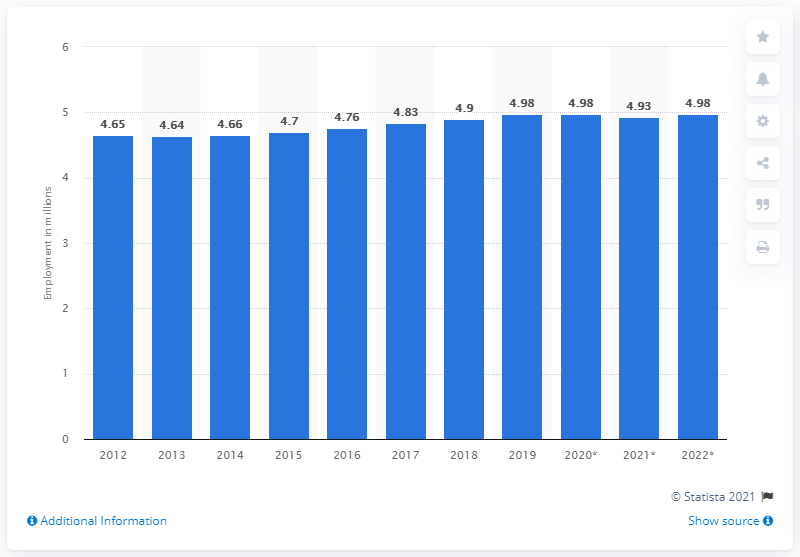 6
5
4
3
2
1
0
Employment in millions
4.65 4.64 4.66 4.7 4.76 4.83 4.9 4.98 4.98 4.93 4.98
2012 2013 2014 2015 2016 2017 2018 2019 2020* 2021* 2022*
© Statista 2021
Additional Information
Show source